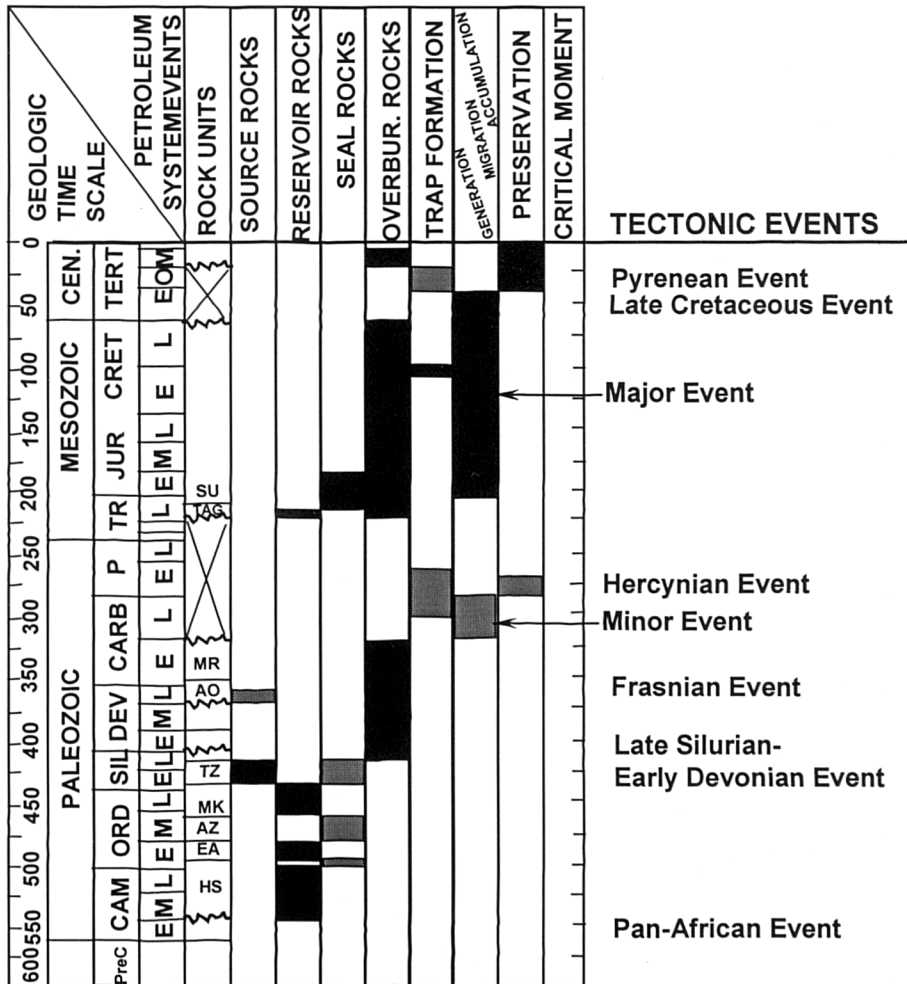 GEOLOGIC
TIME
SCALE
PETROLEUM
SYSTEMEVENTS
ROCK UNITS
SOURCE ROCKS
RESERVOIR ROCKS
SEAL ROCKS
OVERBUR. ROCKS
TRAP FORMATION
GENERATION
MIGRATION
ACCUMULATION
PRESERVATION
CRITICAL MOMENT
TECTONIC EVENTS
0
50
100
150
200
250
300
350
400
450
500
550
600
CEN.
MESOZOIC
PALEOZOIC
TERT
CRET
JUR
TR
P
CARB
DEV
SIL
ORD
CAM
PreC
M
O
E
L
E
L
M
E
L
L
E
L
E
L
M
E
L
E
L
M
E
L
M
E
SU
TAG
MR
AO
TZ
MK
AZ
EA
HS
Pyrenean Event
Late Cretaceous Event
Major Event
Hercynian Event
Minor Event
Frasnian Event
Late Silurian-
Early Devonian Event
Pan-African Event